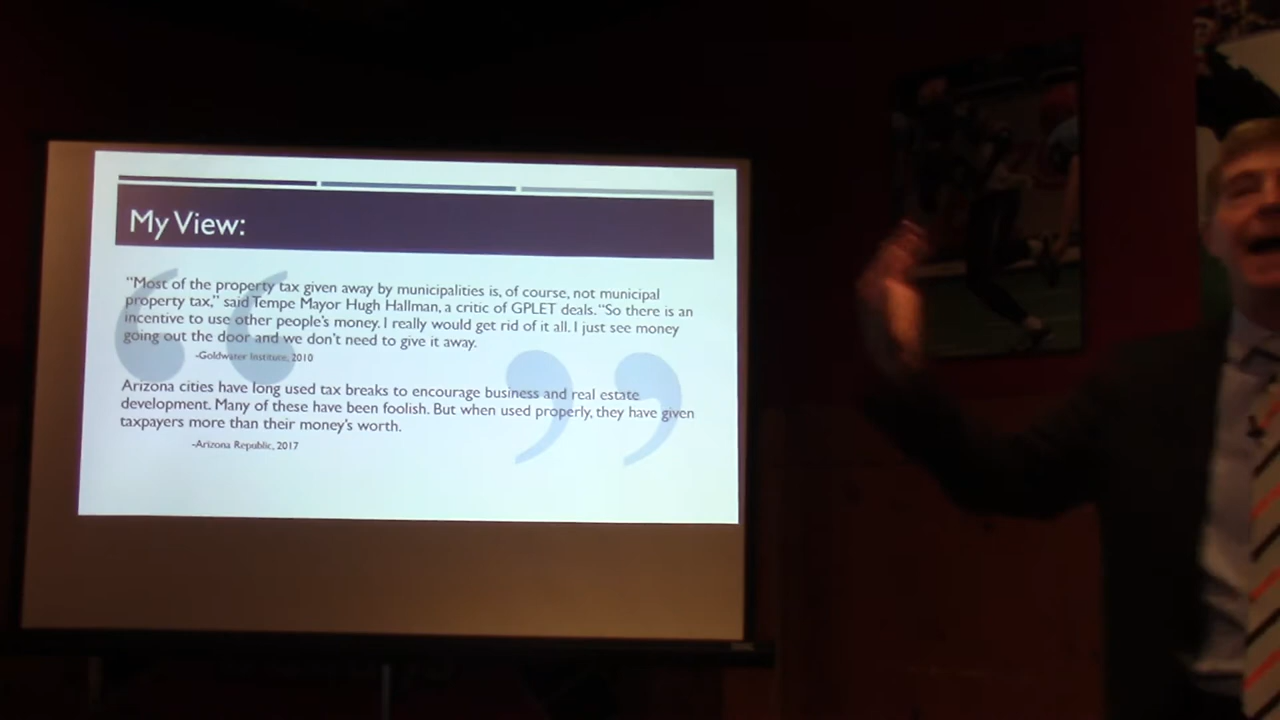 My View:
“Most of the property tax given away by municipalities is, of course, not municipal
property tax,” said Tempe Mayor Hugh Hallman, a critic of GPLET deals. “So there is an
incentive to use other people’s money. I really would get rid of it all. I just see money
going out the door and we don’t need to give it away.
-Goldwater Institute, 2010
Arizona cities have long used tax breaks to encourage business and real estate
development. Many of these have been foolish. But when used properly, they have given
taxpayers more than their money’s worth.
-Arizona Republic, 2017